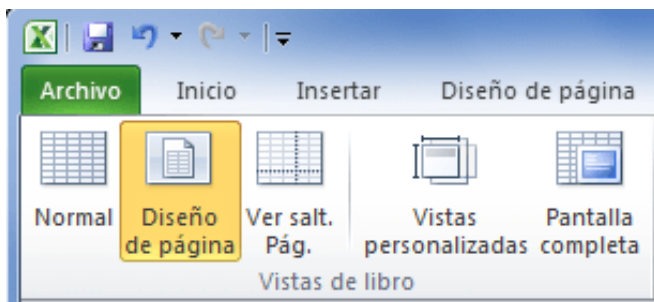 Archivo Inicio Insertar Diseño de página
Normal Diseño de página Ver salt. Pág. Vistas personalizadas Pantalla completa
Vistas de libro